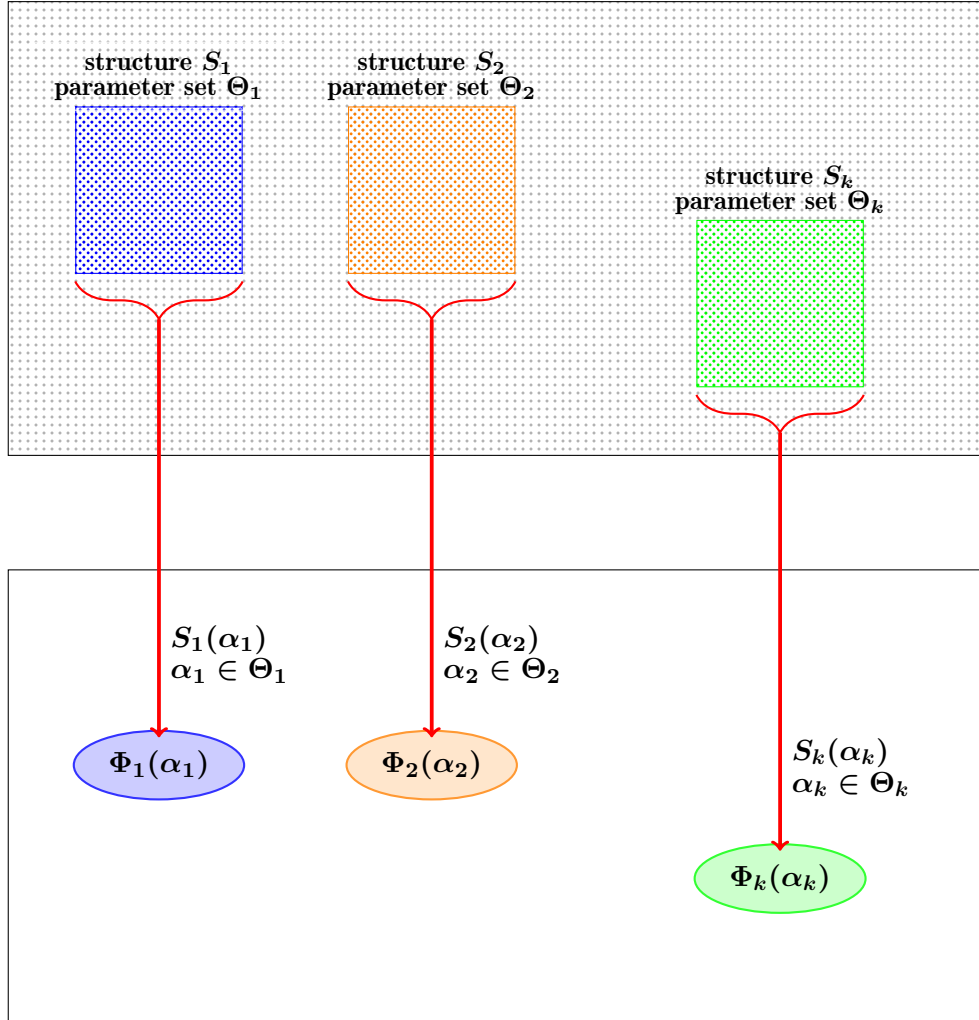 structure S₁
parameter set Θ₁
structure S₂
parameter set Θ₂
structure Sₖ
parameter set Θₖ
S₁(α₁)
α₁ ∈ Θ₁
S₂(α₂)
α₂ ∈ Θ₂
Sₖ(αₖ)
αₖ ∈ Θₖ
Φ₁(α₁)
Φ₂(α₂)
Φₖ(αₖ)